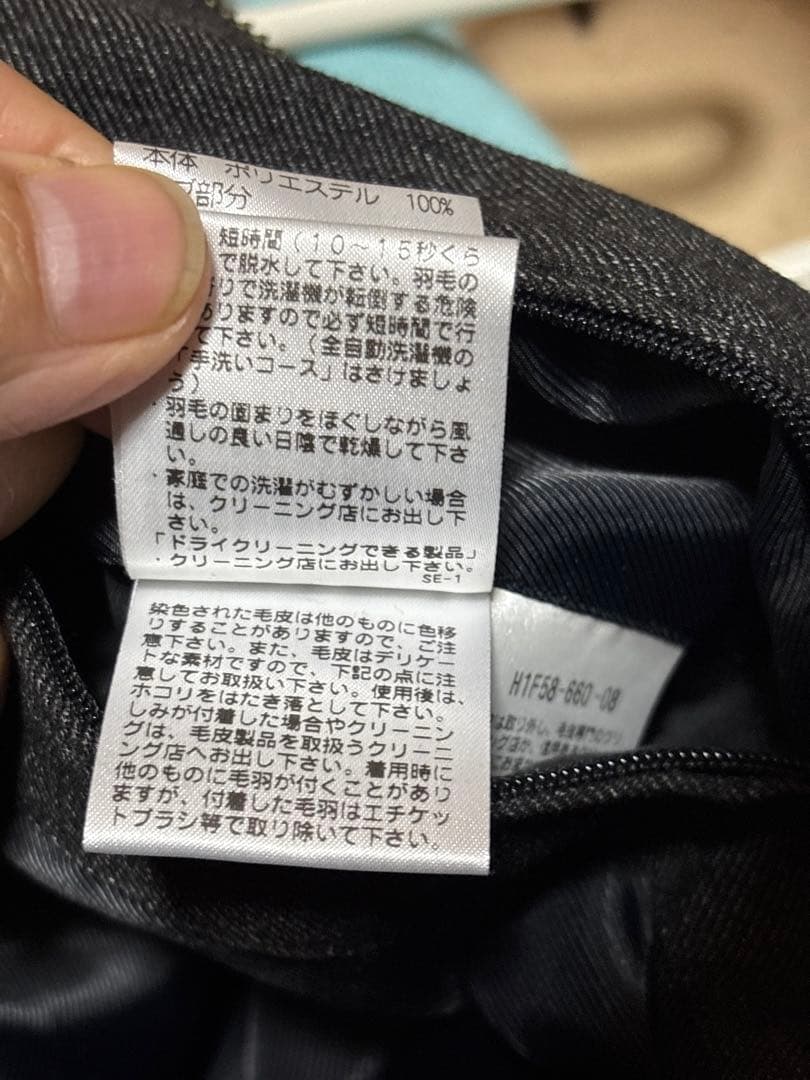 本体 ポリエステル 100%
部分
短時間(10～15秒くら
で脱水して下さい。羽毛の
りで洗濯機が転倒する危険
ありますので必ず短時間で行
て下さい。(全自動洗濯機の
「手洗いコース」はさけましょ
う)
・羽毛の固まりをほぐしながら風
通しの良い日陰で乾燥して下さ
い。
・家庭での洗濯がむずかしい場合
は、クリーニング店にお出し下
さい。
「ドライクリーニングできる製品」
・クリーニング店にお出し下さい。
SE-1
染色された毛皮は他のものに色移
りすることがありますので、ご注
意下さい。また、毛皮はデリケー
トな素材ですので、下記の点に注
意してお取扱い下さい。使用後は、
ホコリをはたき落として下さい。
しみが付着した場合やクリーニン
グは、毛皮製品を取扱うクリーニ
ング店へお出し下さい。着用時に
他のものに毛羽が付くことがあり
ますが、付着した毛羽はエチケッ
トブラシ等で取り除いて下さい。
H1F58-660-08
は取り外し、毛皮専門のクリ